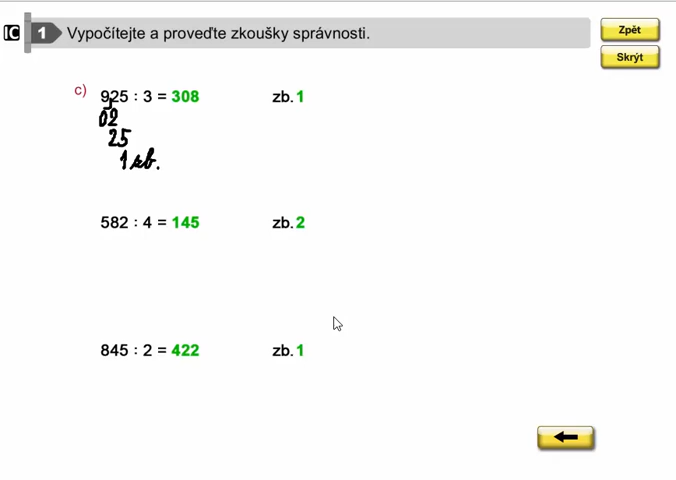 IC
1 Vypočítejte a proveďte zkoušky správnosti.
Zpět
Skrýt
c) 925 : 3 = 308 zb. 1
02
25
1 zb.
582 : 4 = 145 zb. 2
845 : 2 = 422 zb. 1